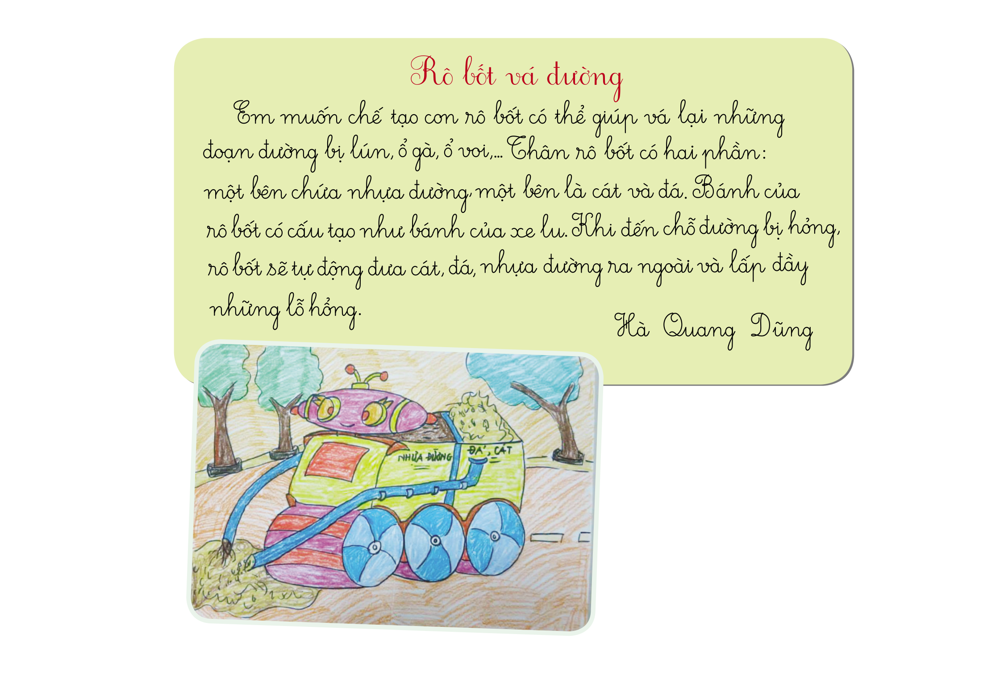 Rô bốt vá đường
Em muốn chế tạo con rô bốt có thể giúp vá lại những
đoạn đường bị lún, ổ gà, ổ voi,... Thân rô bốt có hai phần:
một bên chứa nhựa đường, một bên là cát và đá. Bánh của
rô bốt có cấu tạo như bánh của xe lu. Khi đến chỗ đường bị hỏng,
rô bốt sẽ tự động đưa cát, đá, nhựa đường ra ngoài và lấp đầy
những lỗ hổng.
Hà Quang Dũng
NHỰA ĐƯỜNG
ĐÁ, CÁT